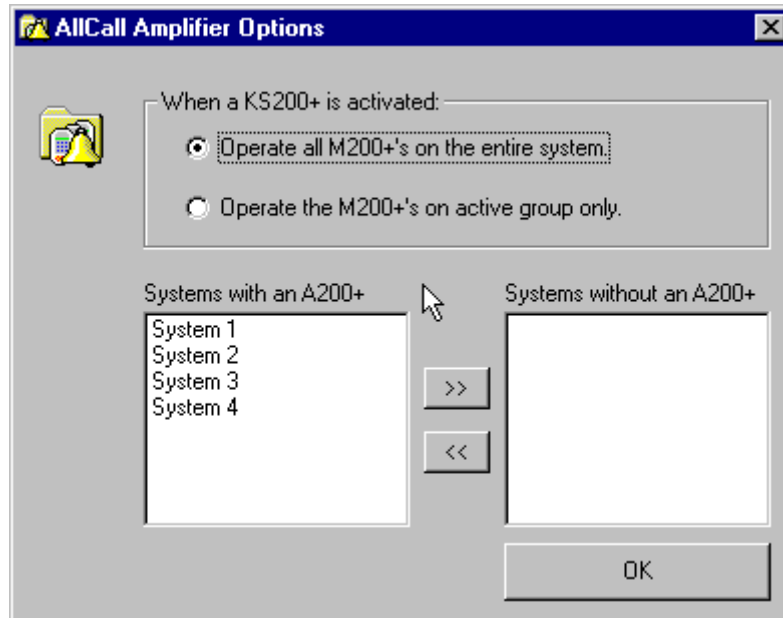 AllCall Amplifier Options
When a KS200+ is activated:
Operate all M200+'s on the entire system.
Operate the M200+'s on active group only.
Systems with an A200+
System 1
System 2
System 3
System 4
>>
<<
Systems without an A200+
OK